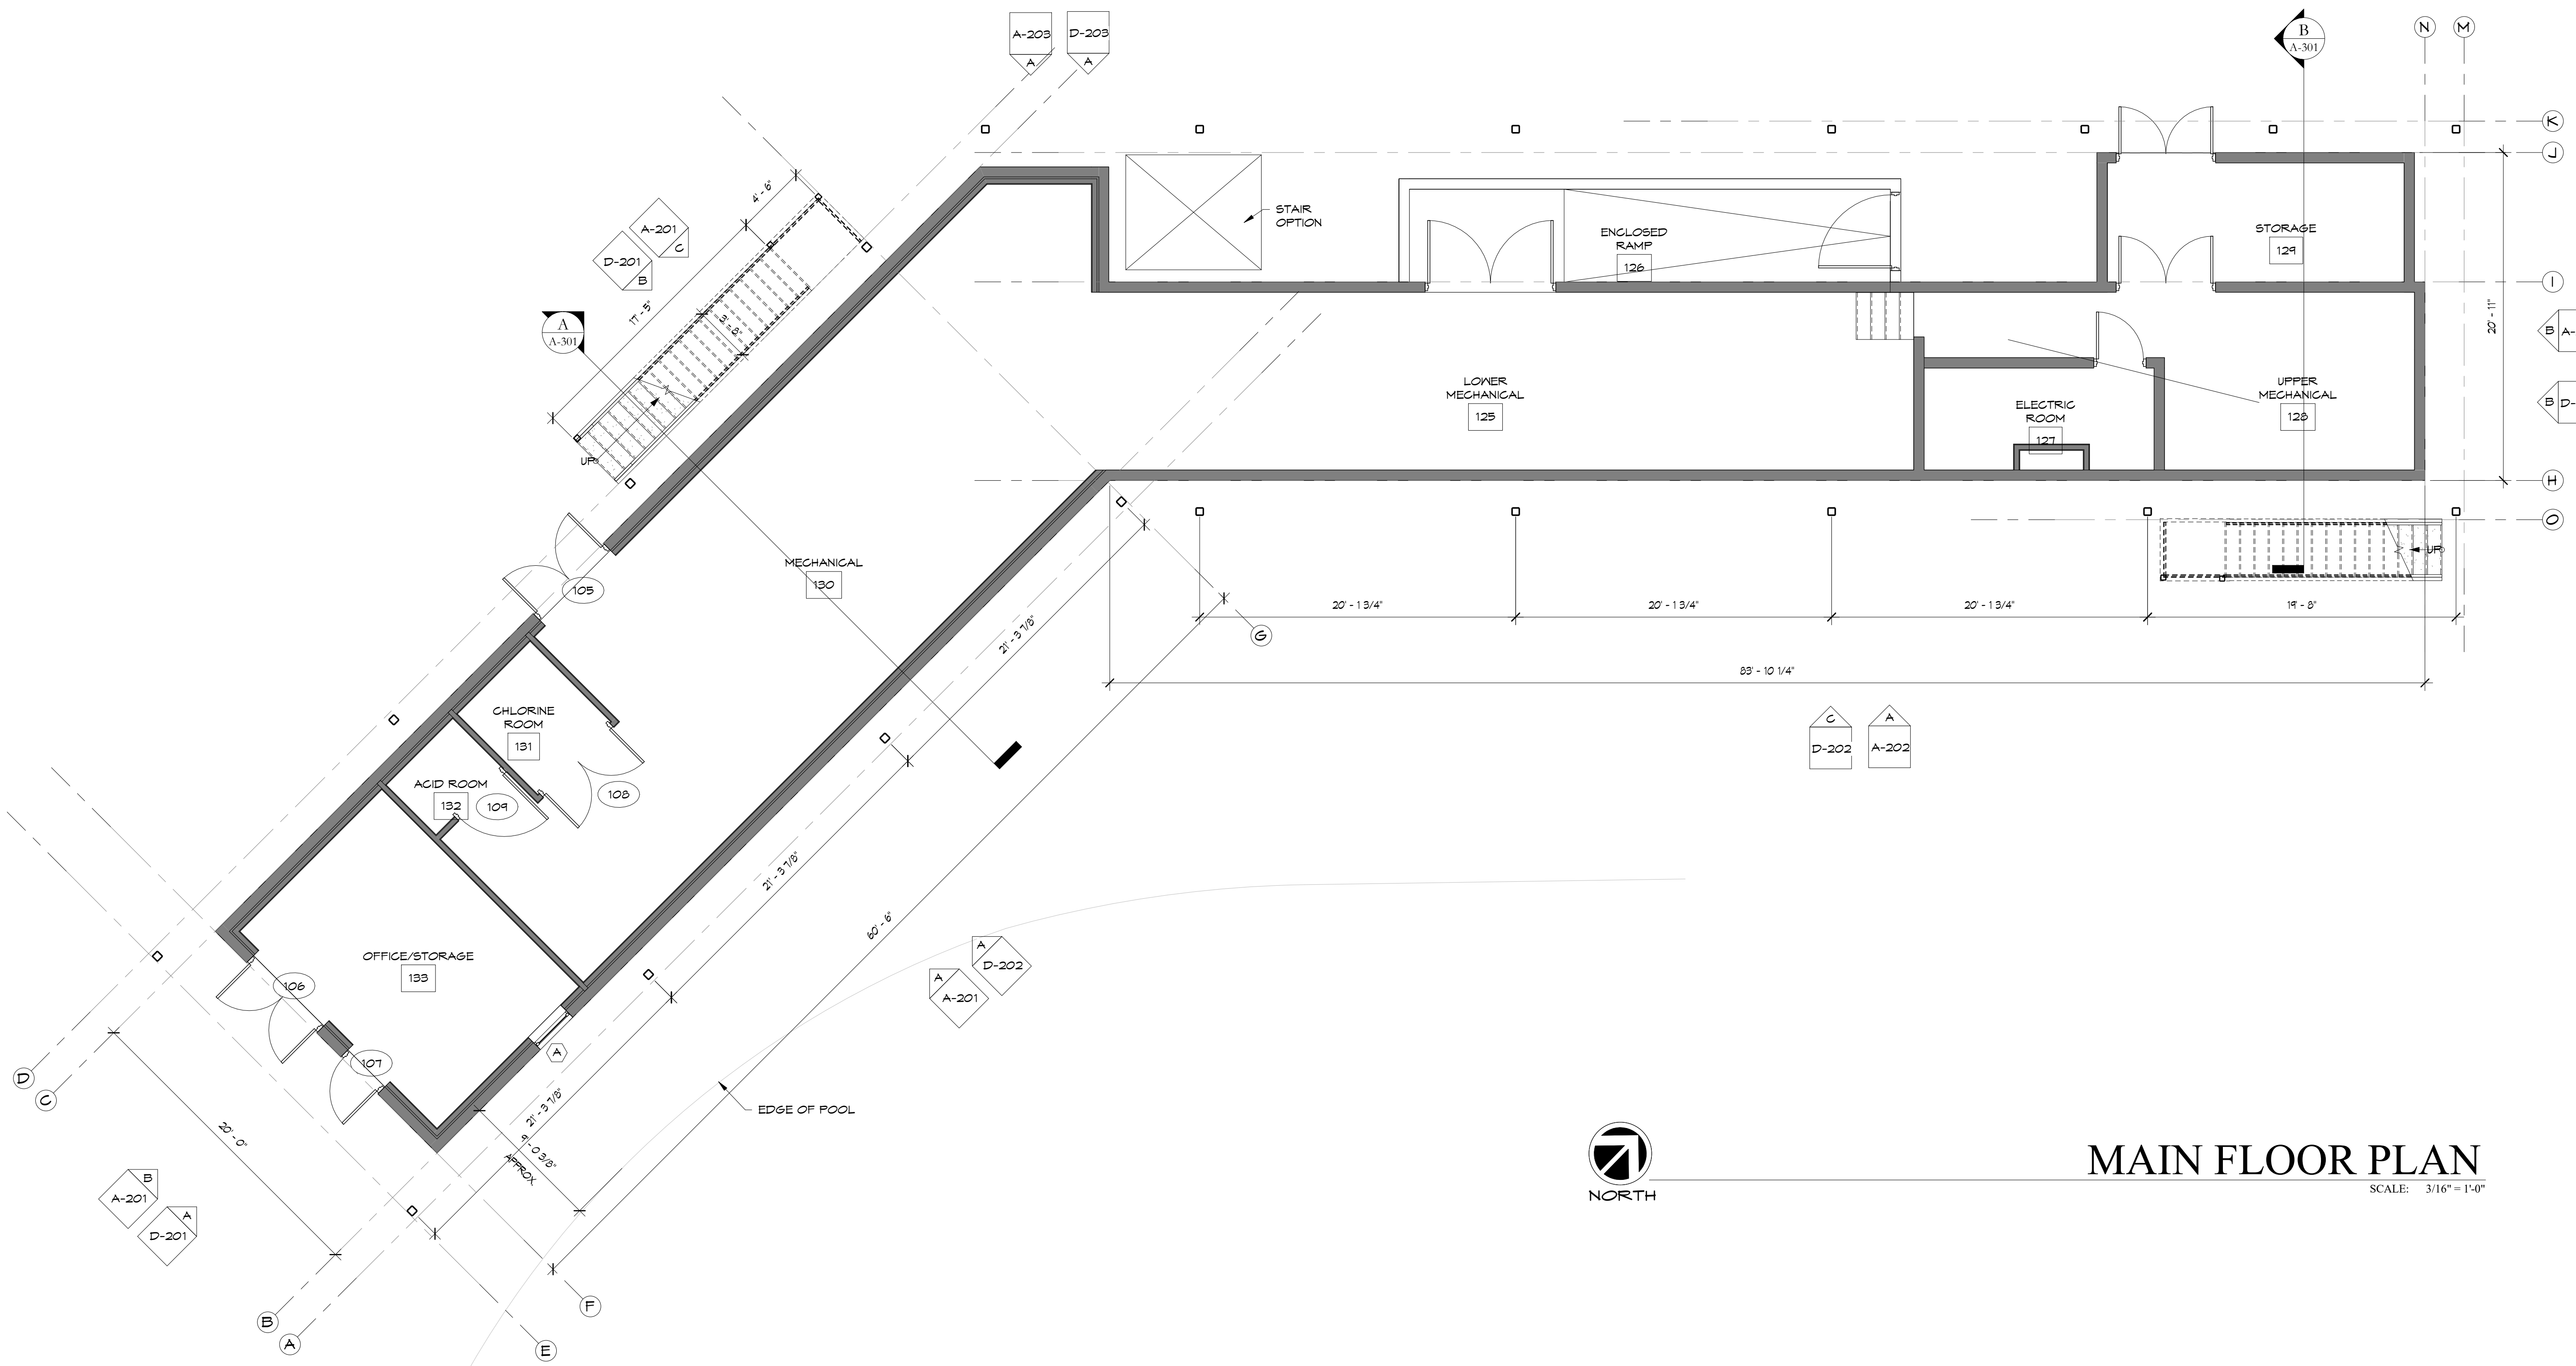 A-203
A
D-203
A
B
A-301
N
M
K
J
I
H
O
4' - 6"
A-201
C
D-201
B
17' - 5"
3' - 8"
A
A-301
UP
STAIR
OPTION
ENCLOSED
RAMP
126
STORAGE
129
20' - 11"
B
A-
B
D-
LOWER
MECHANICAL
125
ELECTRIC
ROOM
127
UPPER
MECHANICAL
128
UP
MECHANICAL
130
105
20' - 1 3/4"
20' - 1 3/4"
20' - 1 3/4"
19' - 8"
G
21' - 3 7/8"
83' - 10 1/4"
C
D-202
A
A-202
CHLORINE
ROOM
131
ACID ROOM
132
109
108
21' - 3 7/8"
60' - 6"
OFFICE/STORAGE
133
106
107
A
A
D-202
A
A-201
D
C
20' - 0"
21' - 3 7/8"
9' - 0 3/8"
APPROX.
EDGE OF POOL
B
A-201
A
D-201
B
A
F
E
NORTH
MAIN FLOOR PLAN
SCALE: 3/16" = 1'-0"